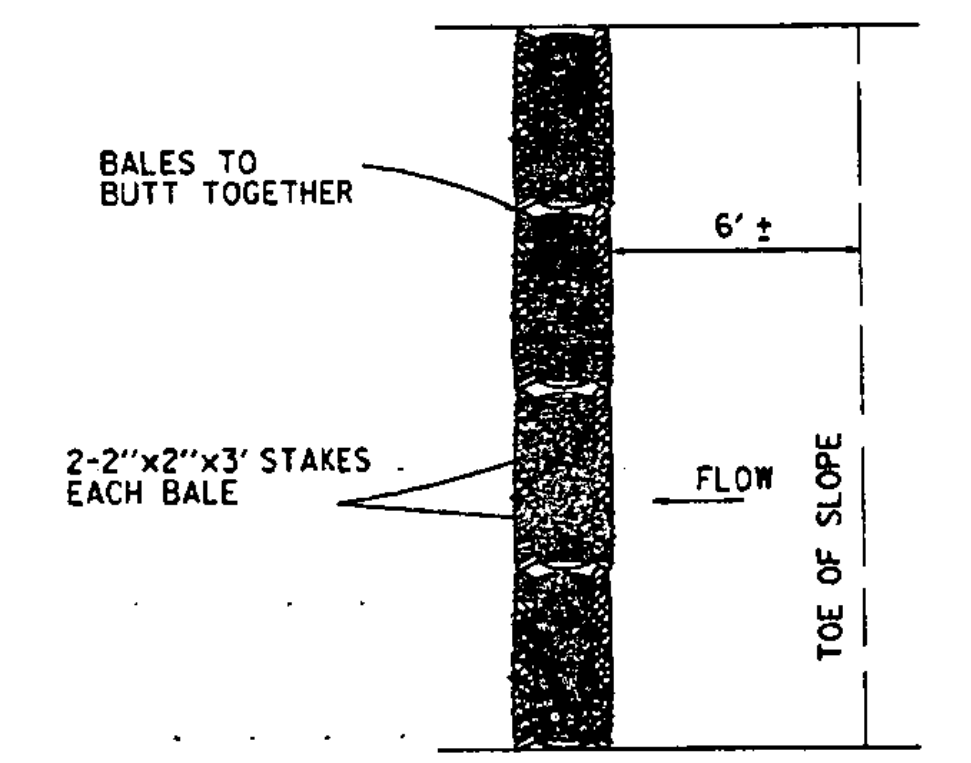 BALES TO
BUTT TOGETHER
6' ±
2-2"x2"x3' STAKES
EACH BALE
FLOW
TOE OF SLOPE